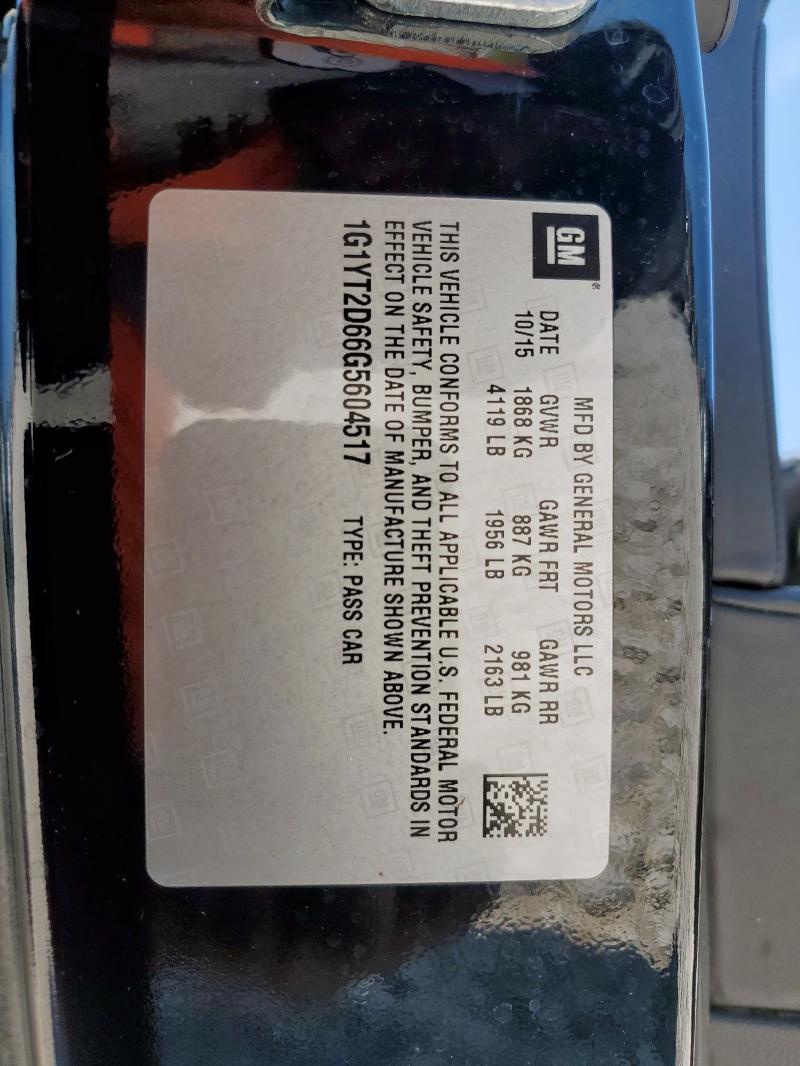 GM
MFD BY GENERAL MOTORS LLC
DATE GVWR GAWR FRT GAWR RR
10/15 1868 KG 887 KG 981 KG
4119 LB 1956 LB 2163 LB
THIS VEHICLE CONFORMS TO ALL APPLICABLE U.S. FEDERAL MOTOR
VEHICLE SAFETY, BUMPER, AND THEFT PREVENTION STANDARDS IN
EFFECT ON THE DATE OF MANUFACTURE SHOWN ABOVE.
1G1YT2D66G5604517 TYPE: PASS CAR